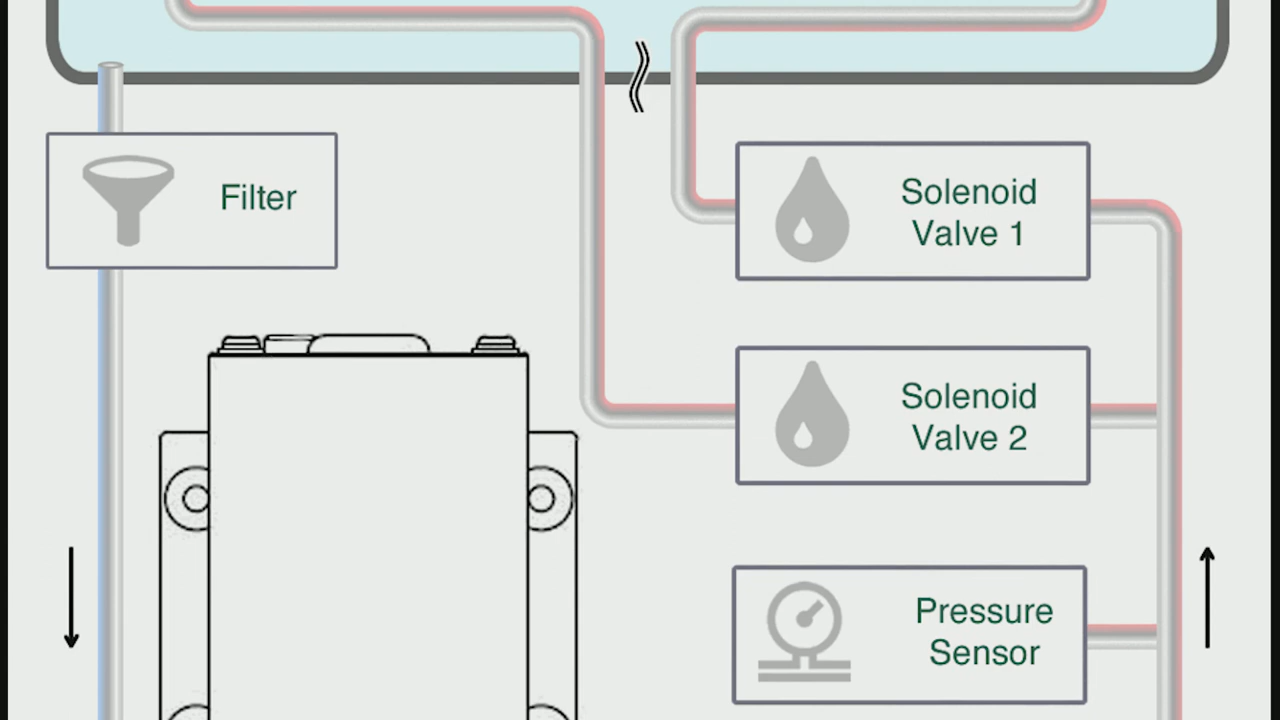 Filter
Solenoid
Valve 1
Solenoid
Valve 2
Pressure
Sensor